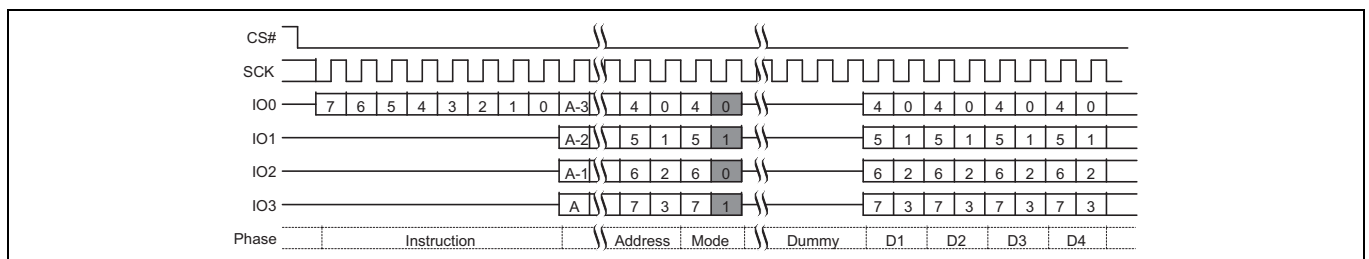 CS#
SCK
IO0 7 6 5 4 3 2 1 0 A-3 4 0 4 0 4 0 4 0 4 0 4 0
IO1 A-2 5 1 5 1 5 1 5 1 5 1 5 1
IO2 A-1 6 2 6 0 6 2 6 2 6 2 6 2
IO3 A 7 3 7 1 7 3 7 3 7 3 7 3
Phase Instruction Address Mode Dummy D1 D2 D3 D4